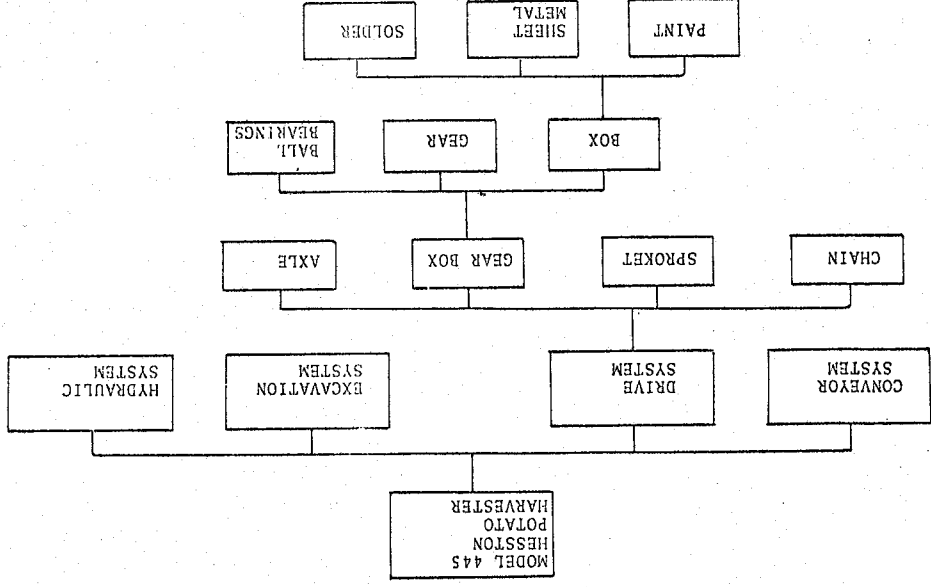 MODEL 445
HESSTON
POTATO
HARVESTER
CONVEYOR
SYSTEM
DRIVE
SYSTEM
EXCAVATION
SYSTEM
HYDRAULIC
SYSTEM
CHAIN
SPROKET
GEAR BOX
AXLE
BOX
GEAR
BALL
BEARINGS
PAINT
SHEET
METAL
SOLDER